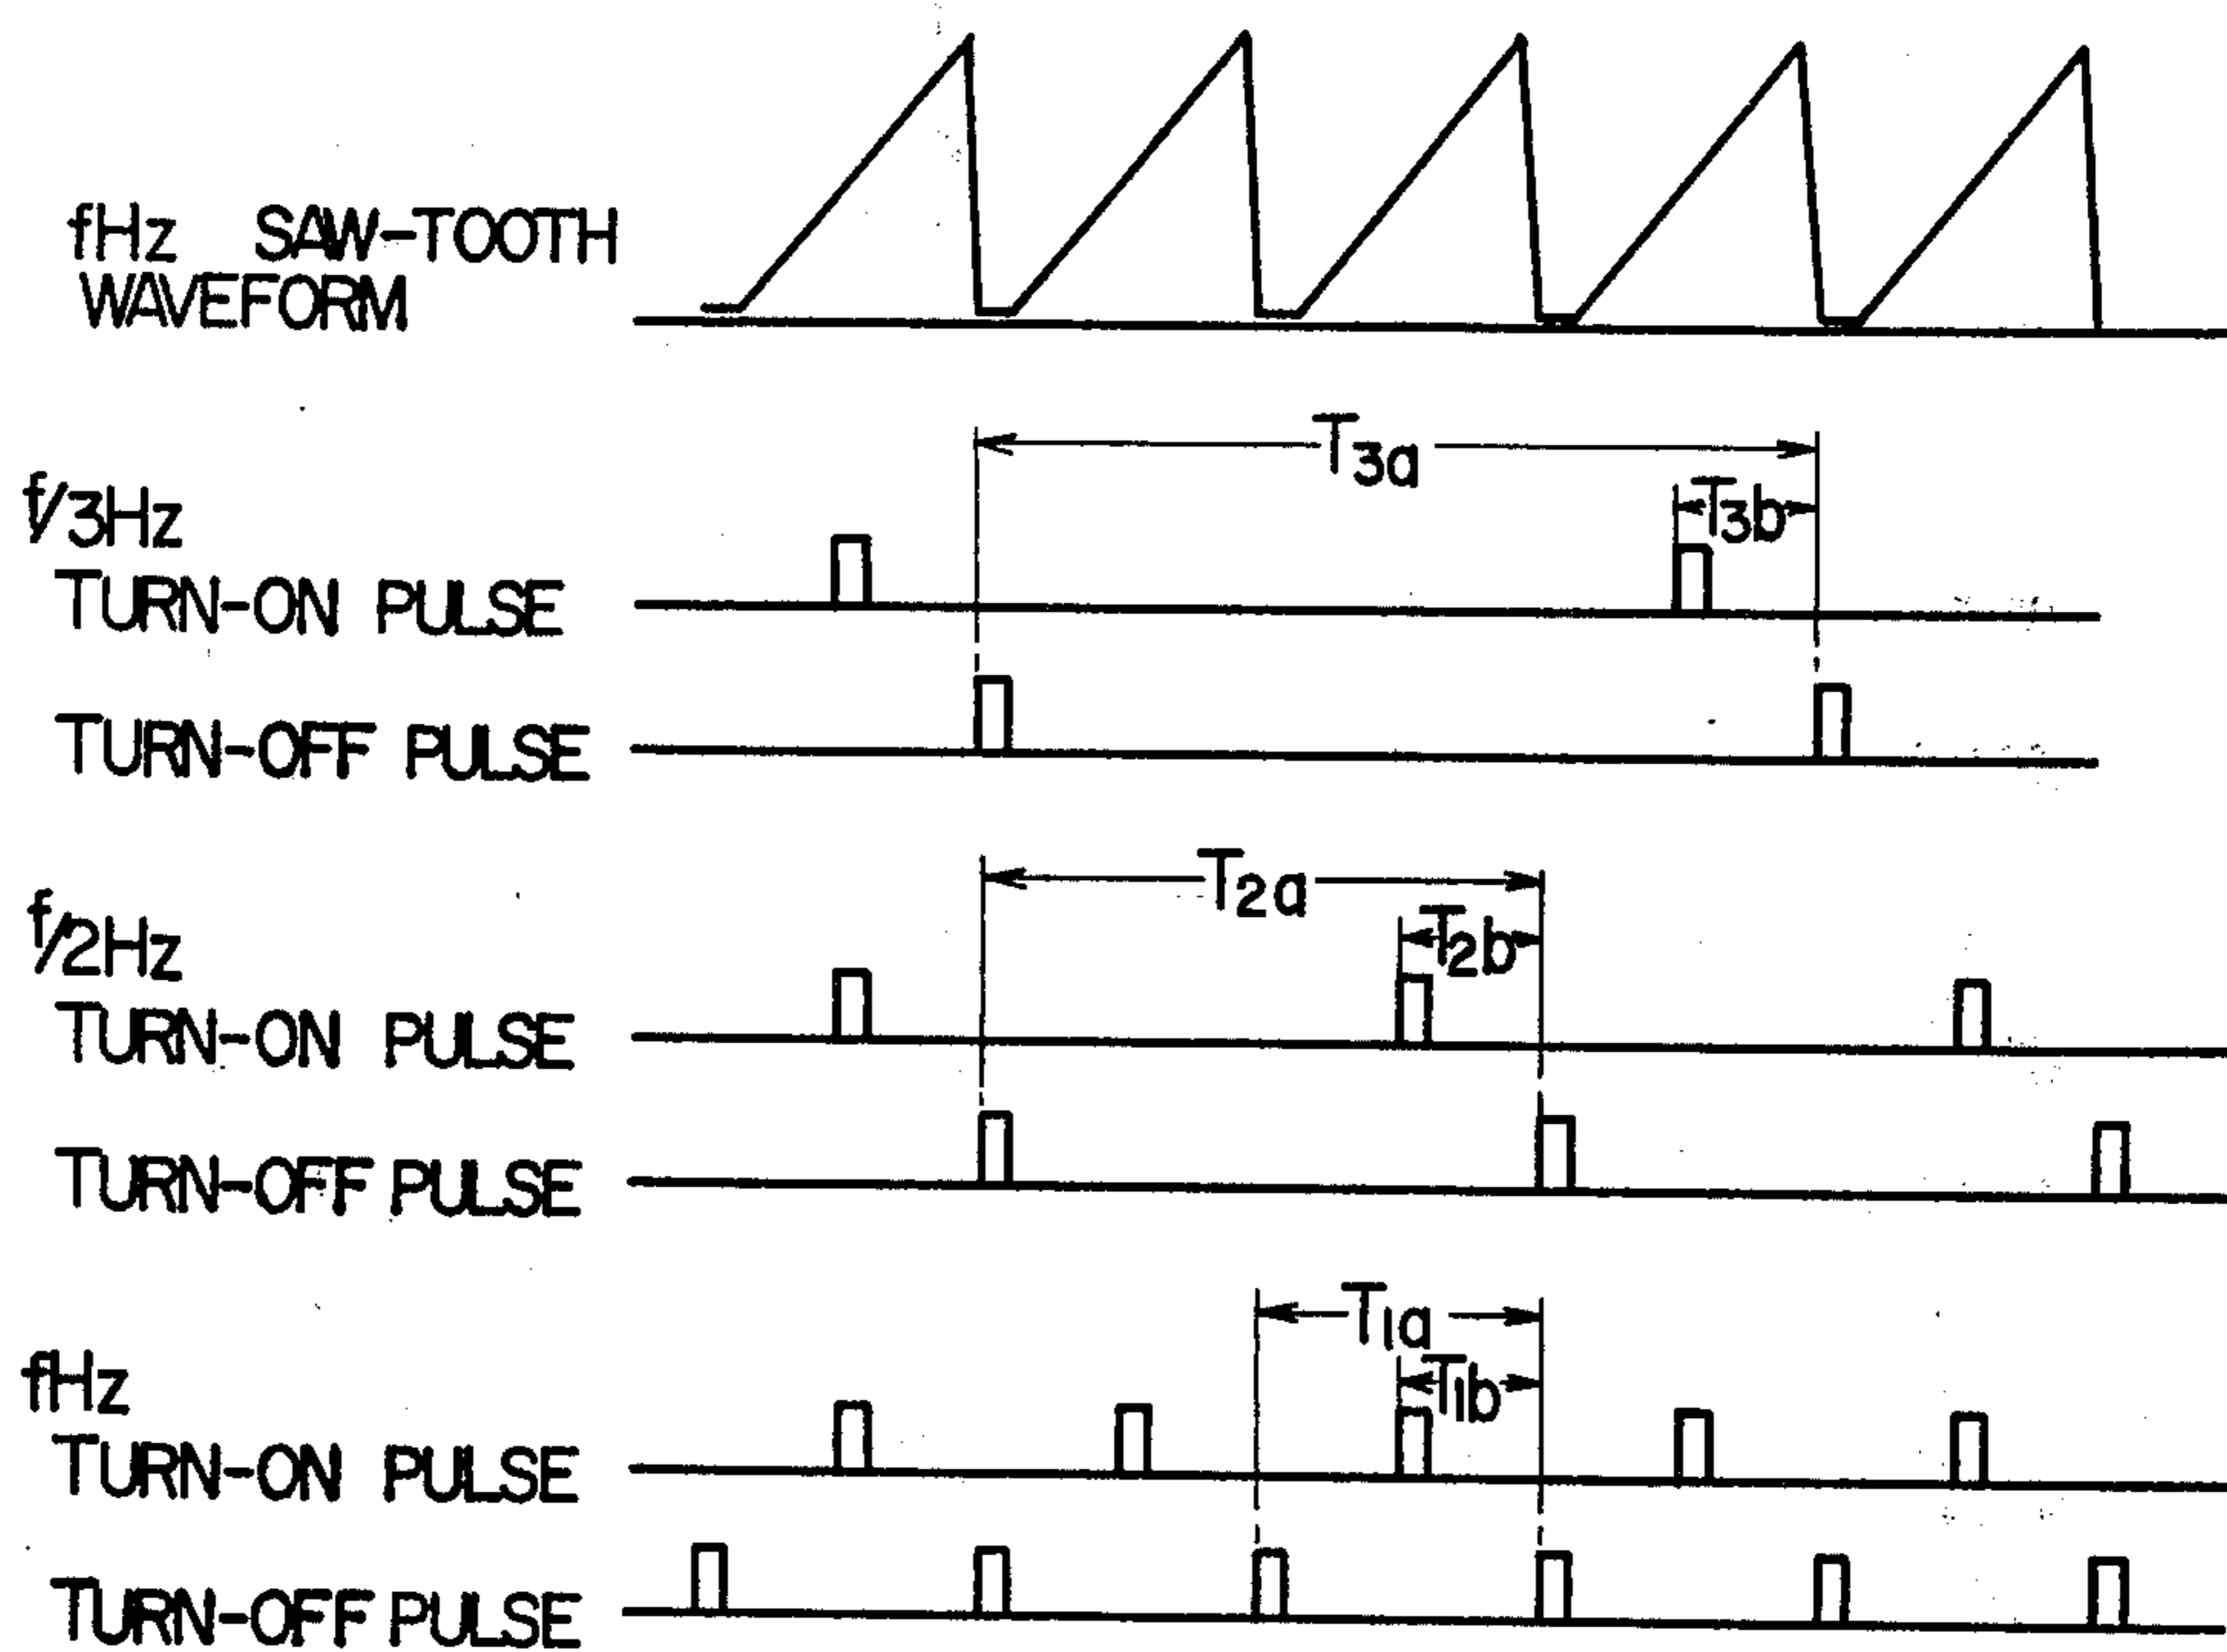 fHz SAW-TOOTH
WAVEFORM
T3a
f/3Hz
T3b
TURN-ON PULSE
TURN-OFF PULSE
T2a
f/2Hz
T2b
TURN-ON PULSE
TURN-OFF PULSE
T1a
fHz
T1b
TURN-ON PULSE
TURN-OFF PULSE